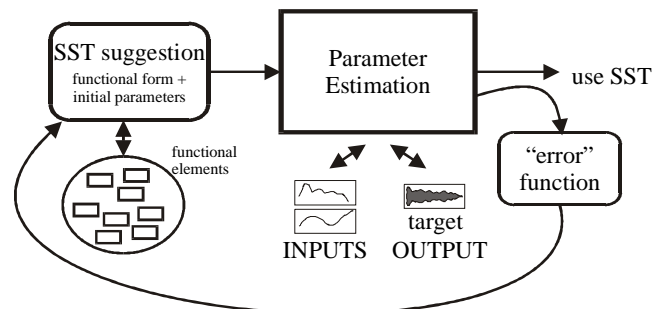 SST suggestion
functional form +
initial parameters
functional
elements
Parameter
Estimation
use SST
“error”
function
INPUTS
target
OUTPUT